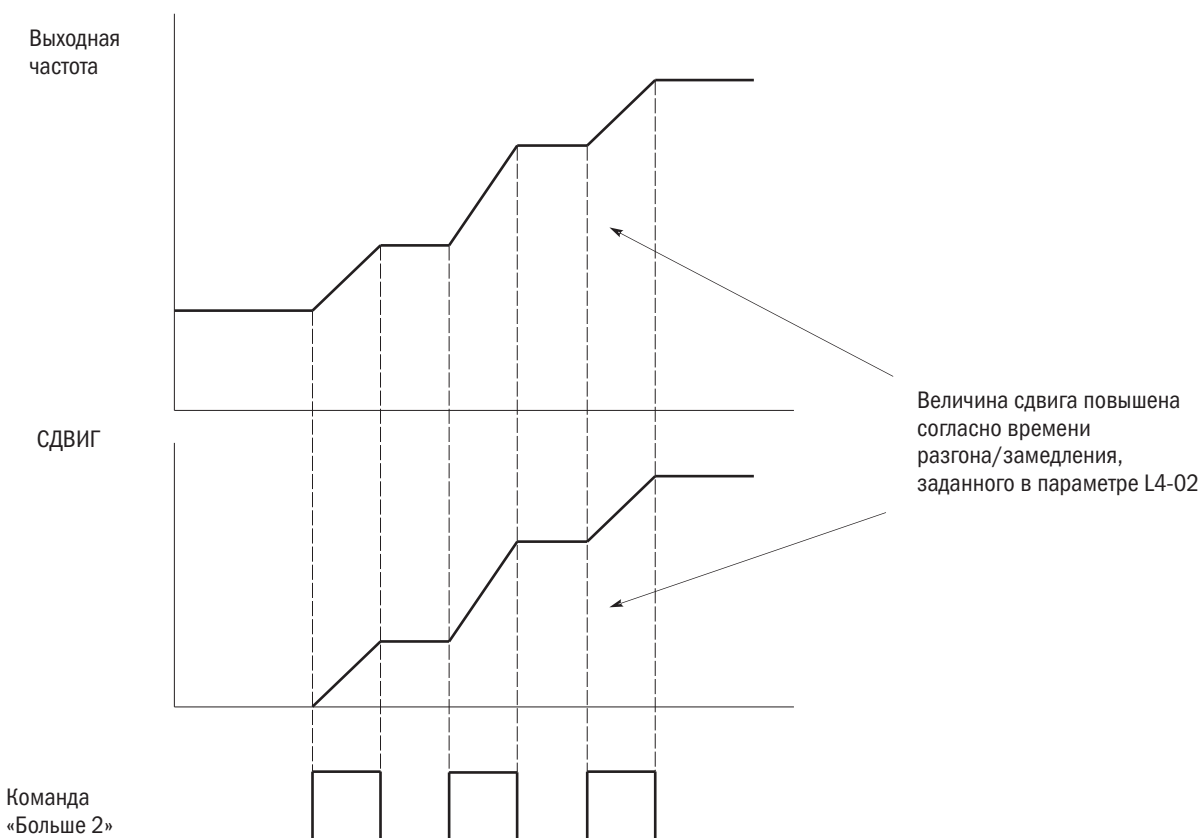 Выходная
частота
СДВИГ
Величина сдвига повышена
согласно времени
разгона/замедления,
заданного в параметре L4-02
Команда
«Больше 2»